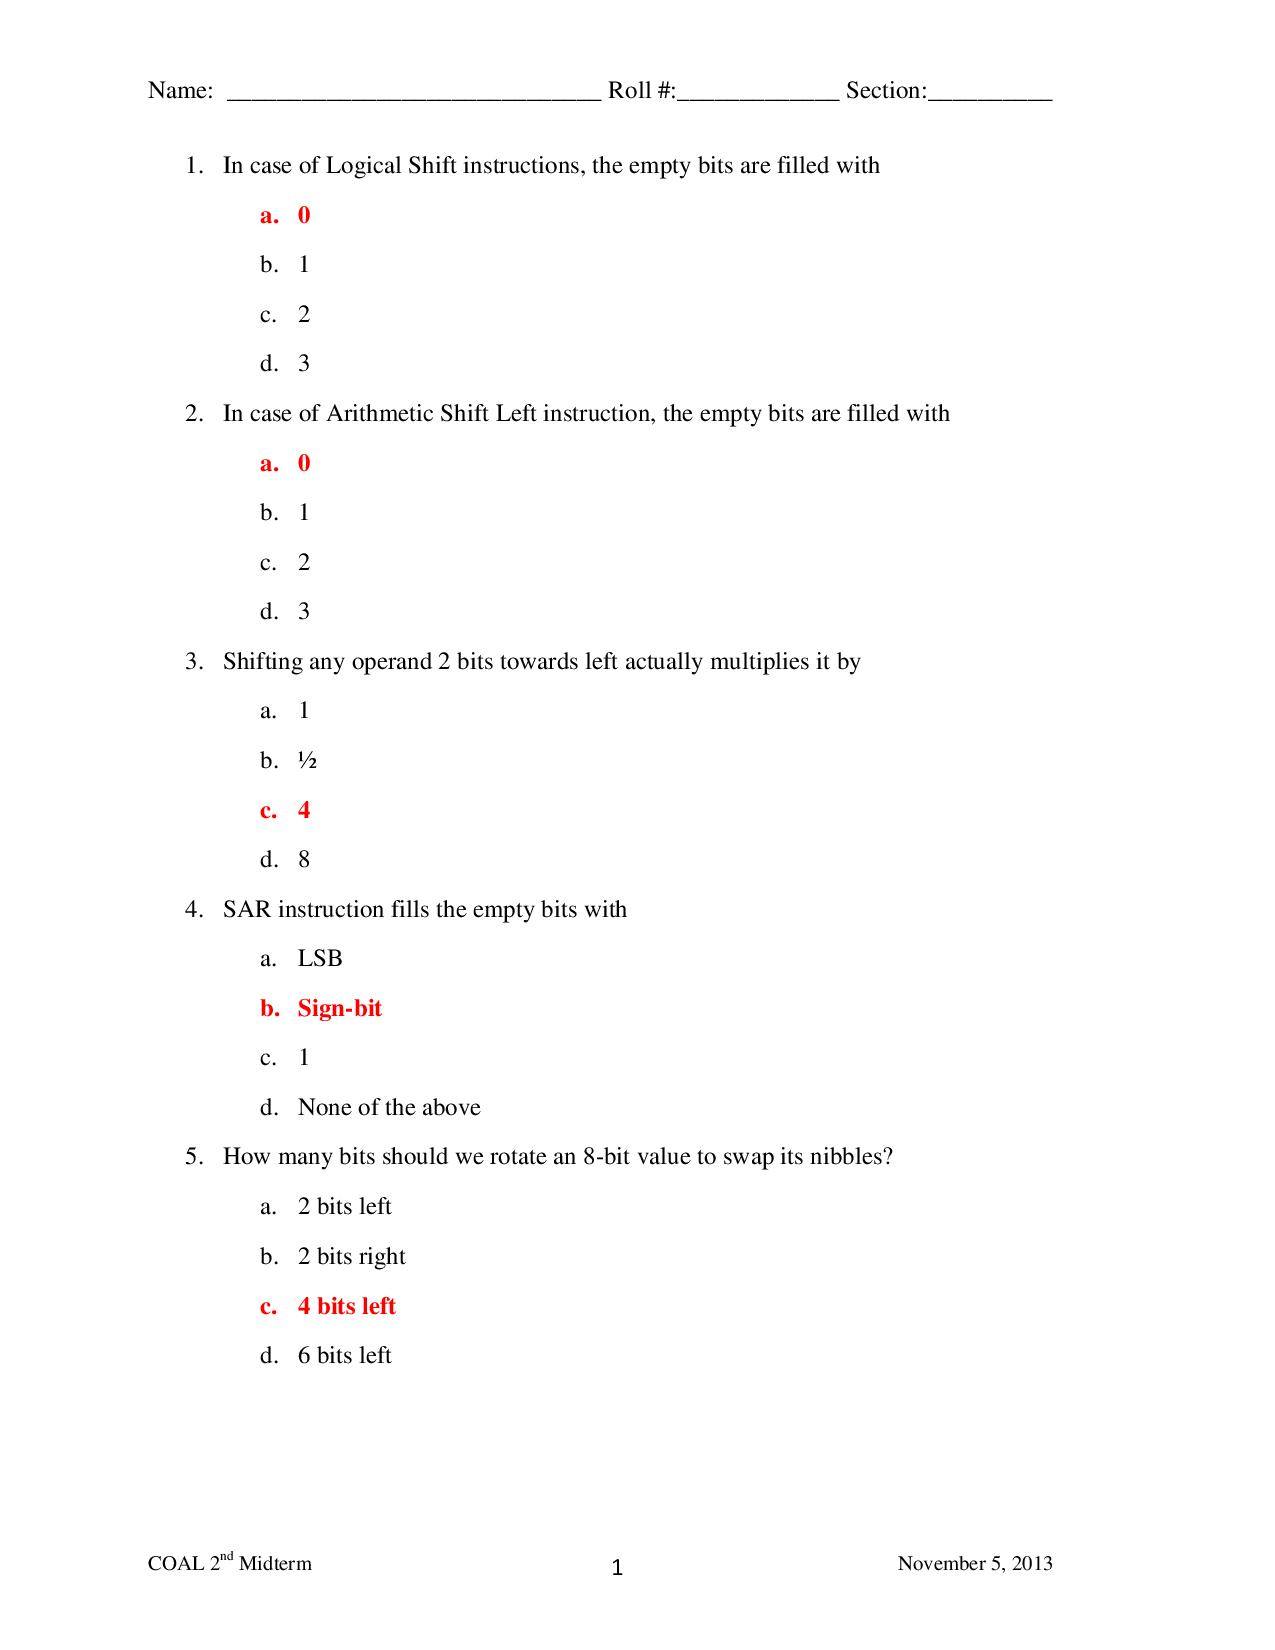 Name: ______________________________ Roll #:_____________ Section:__________
1. In case of Logical Shift instructions, the empty bits are filled with
a. 0
b. 1
c. 2
d. 3
2. In case of Arithmetic Shift Left instruction, the empty bits are filled with
a. 0
b. 1
c. 2
d. 3
3. Shifting any operand 2 bits towards left actually multiplies it by
a. 1
b. ½
c. 4
d. 8
4. SAR instruction fills the empty bits with
a. LSB
b. Sign-bit
c. 1
d. None of the above
5. How many bits should we rotate an 8-bit value to swap its nibbles?
a. 2 bits left
b. 2 bits right
c. 4 bits left
d. 6 bits left
COAL 2nd Midterm 1 November 5, 2013